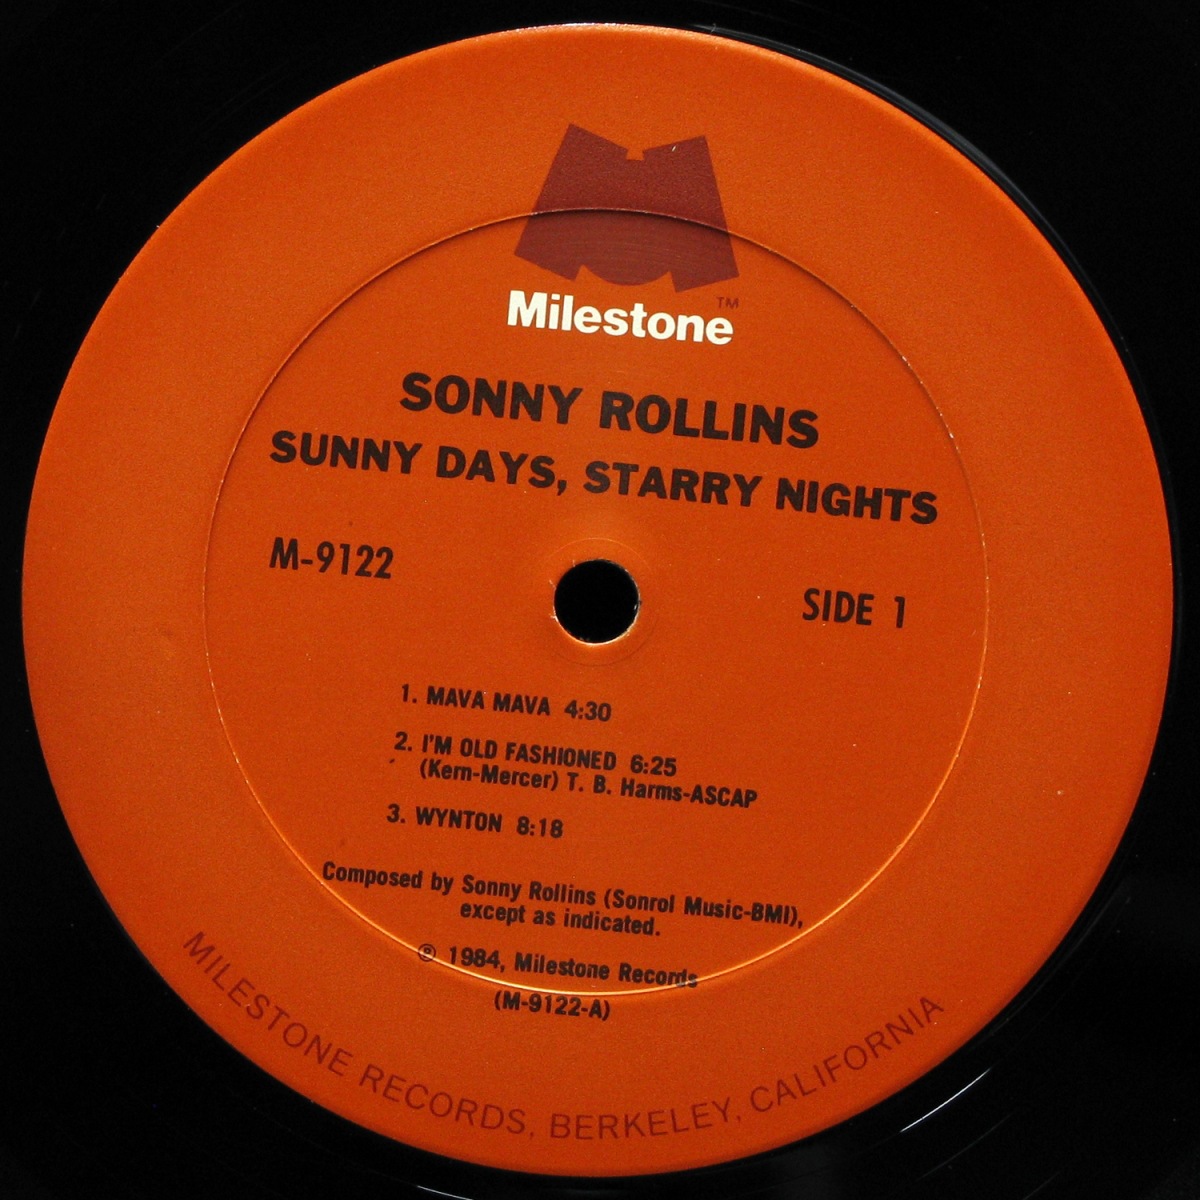 Milestone™
SONNY ROLLINS
SUNNY DAYS, STARRY NIGHTS
M-9122
SIDE 1
1. MAVA MAVA 4:30
2. I'M OLD FASHIONED 6:25
(Kern-Mercer) T. B. Harms-ASCAP
3. WYNTON 8:18
Composed by Sonny Rollins (Sonrol Music-BMI),
except as indicated.
℗ 1984, Milestone Records
(M-9122-A)
MILESTONE RECORDS, BERKELEY, CALIFORNIA